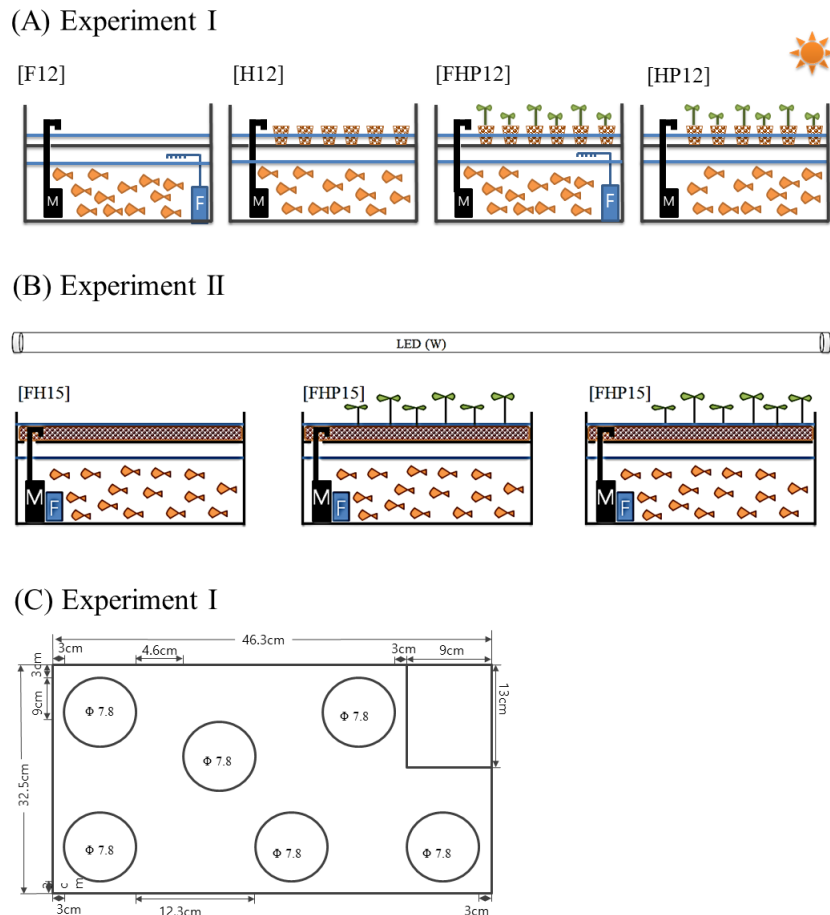 (A) Experiment I
[F12] [H12] [FHP12] [HP12]
M F M M F M
(B) Experiment II
LED (W)
[FH15] [FHP15] [FHP15]
M F M F M F
(C) Experiment I
46.3cm
3cm 4.6cm 3cm 9cm
3cm
9cm
13cm
32.5cm
Φ 7.8 Φ 7.8
Φ 7.8
Φ 7.8 Φ 7.8 Φ 7.8
c m
3cm 12.3cm 3cm